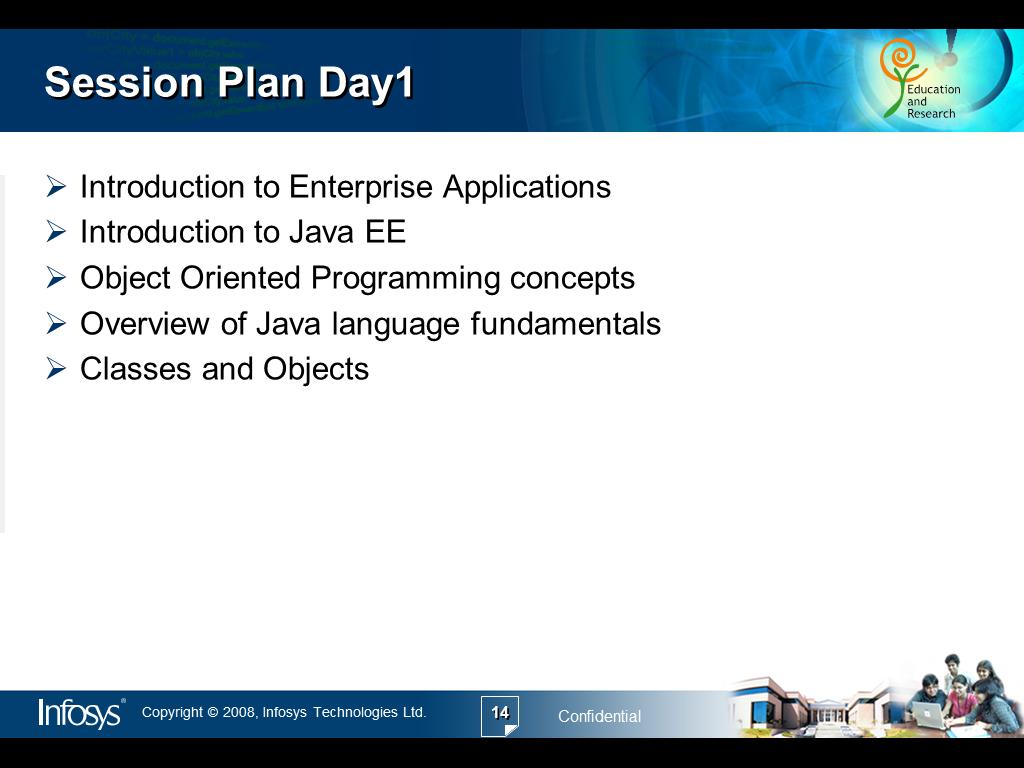 Session Plan Day1
Education
and
Research
Introduction to Enterprise Applications
Introduction to Java EE
Object Oriented Programming concepts
Overview of Java language fundamentals
Classes and Objects
Infosys®
Copyright © 2008, Infosys Technologies Ltd.
14
Confidential